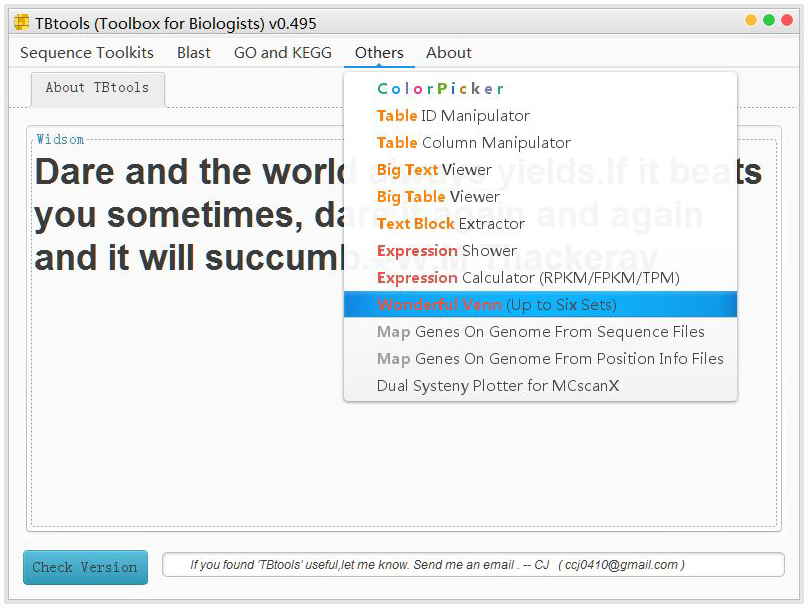 TBtools (Toolbox for Biologists) v0.495
Sequence Toolkits Blast GO and KEGG Others About
About TBtools
Widsom
Dare and the world always yields.If it beats
you sometimes, dare it again and again
and it will succumb.--W.M Thackeray
ColorPicker
Table ID Manipulator
Table Column Manipulator
Big Text Viewer
Big Table Viewer
Text Block Extractor
Expression Shower
Expression Calculator (RPKM/FPKM/TPM)
Wonderful Venn (Up to Six Sets)
Map Genes On Genome From Sequence Files
Map Genes On Genome From Position Info Files
Dual Systeny Plotter for MCscanX
Check Version
If you found 'TBtools' useful,let me know. Send me an email . -- CJ ( ccj0410@gmail.com )